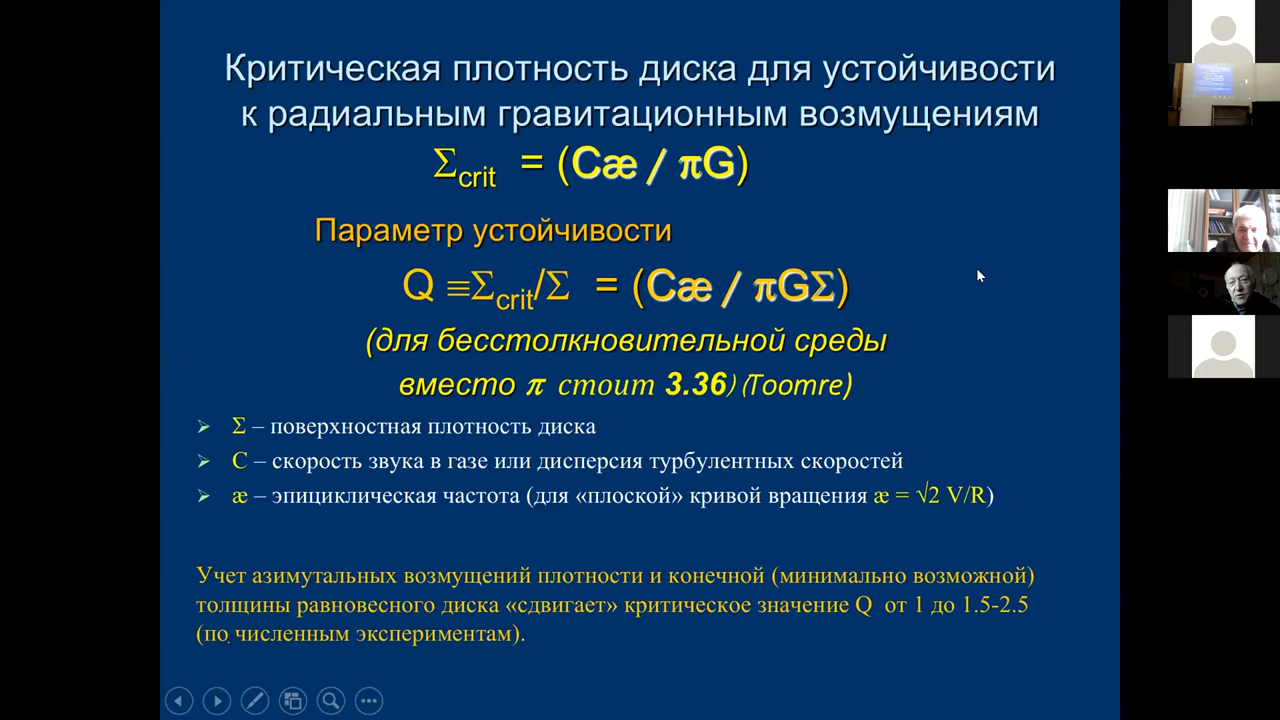 Критическая плотность диска для устойчивости
к радиальным гравитационным возмущениям
Σcrit = (Cæ / πG)
Параметр устойчивости
Q ≡Σcrit/Σ = (Cæ / πGΣ)
(для бесстолкновительной среды
вместо π стоит 3.36) (Toomre)
Σ – поверхностная плотность диска
С – скорость звука в газе или дисперсия турбулентных скоростей
æ – эпициклическая частота (для «плоской» кривой вращения æ = √2 V/R)
Учет азимутальных возмущений плотности и конечной (минимально возможной)
толщины равновесного диска «сдвигает» критическое значение Q от 1 до 1.5-2.5
(по численным экспериментам).